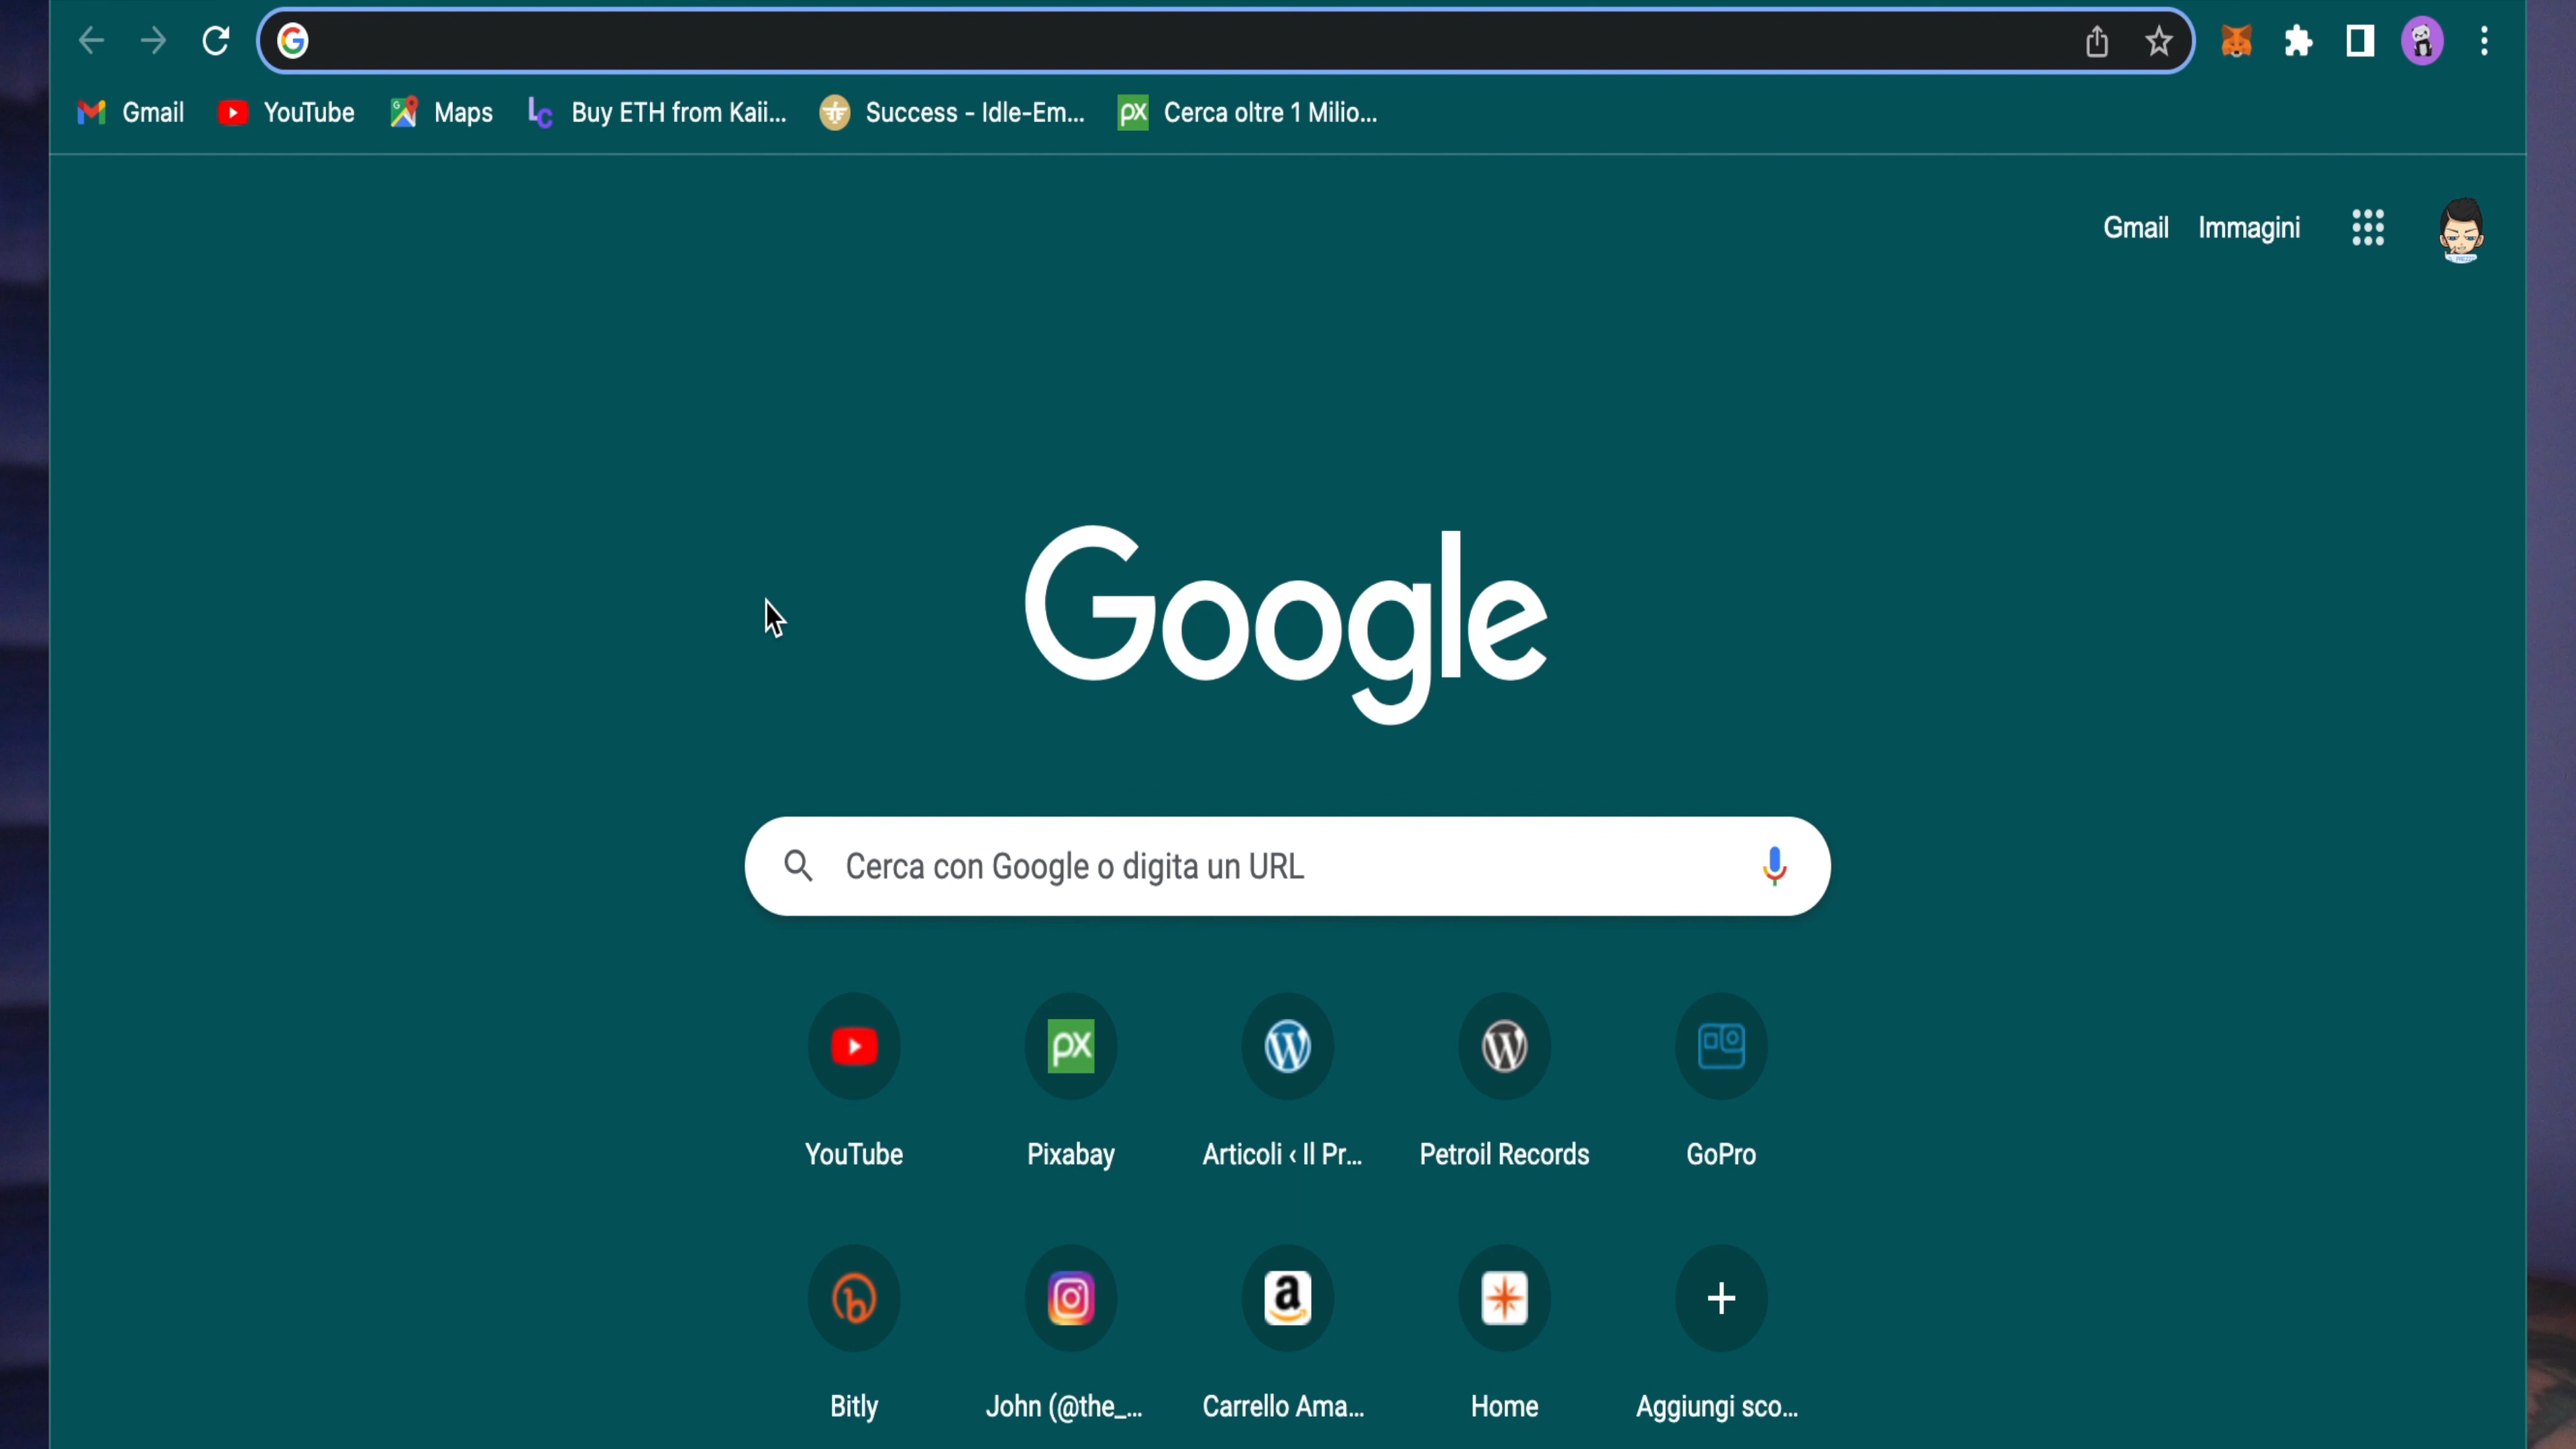 Gmail YouTube Maps Buy ETH from Kaii... Success - Idle-Em... Cerca oltre 1 Milio...
Gmail Immagini
Google
Cerca con Google o digita un URL
YouTube Pixabay Articoli ‹ Il Pr... Petroil Records GoPro
Bitly John (@the_... Carrello Ama... Home Aggiungi sco...